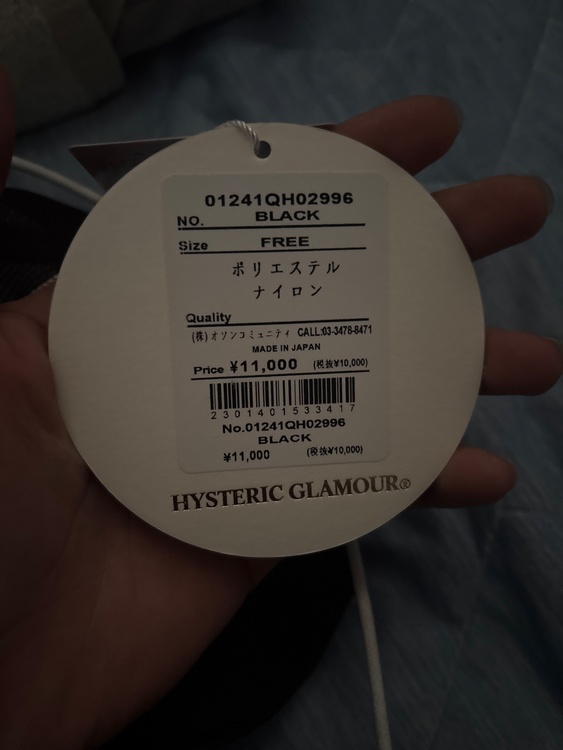 01241QH02996
NO. BLACK
Size FREE
ポリエステル
ナイロン
Quality
(株)オゾンコミュニティ CALL:03-3478-8471
MADE IN JAPAN
Price ¥11,000 (税抜¥10,000)
2301401533417
No.01241QH02996
BLACK
¥11,000 (税抜¥10,000)
HYSTERIC GLAMOUR®